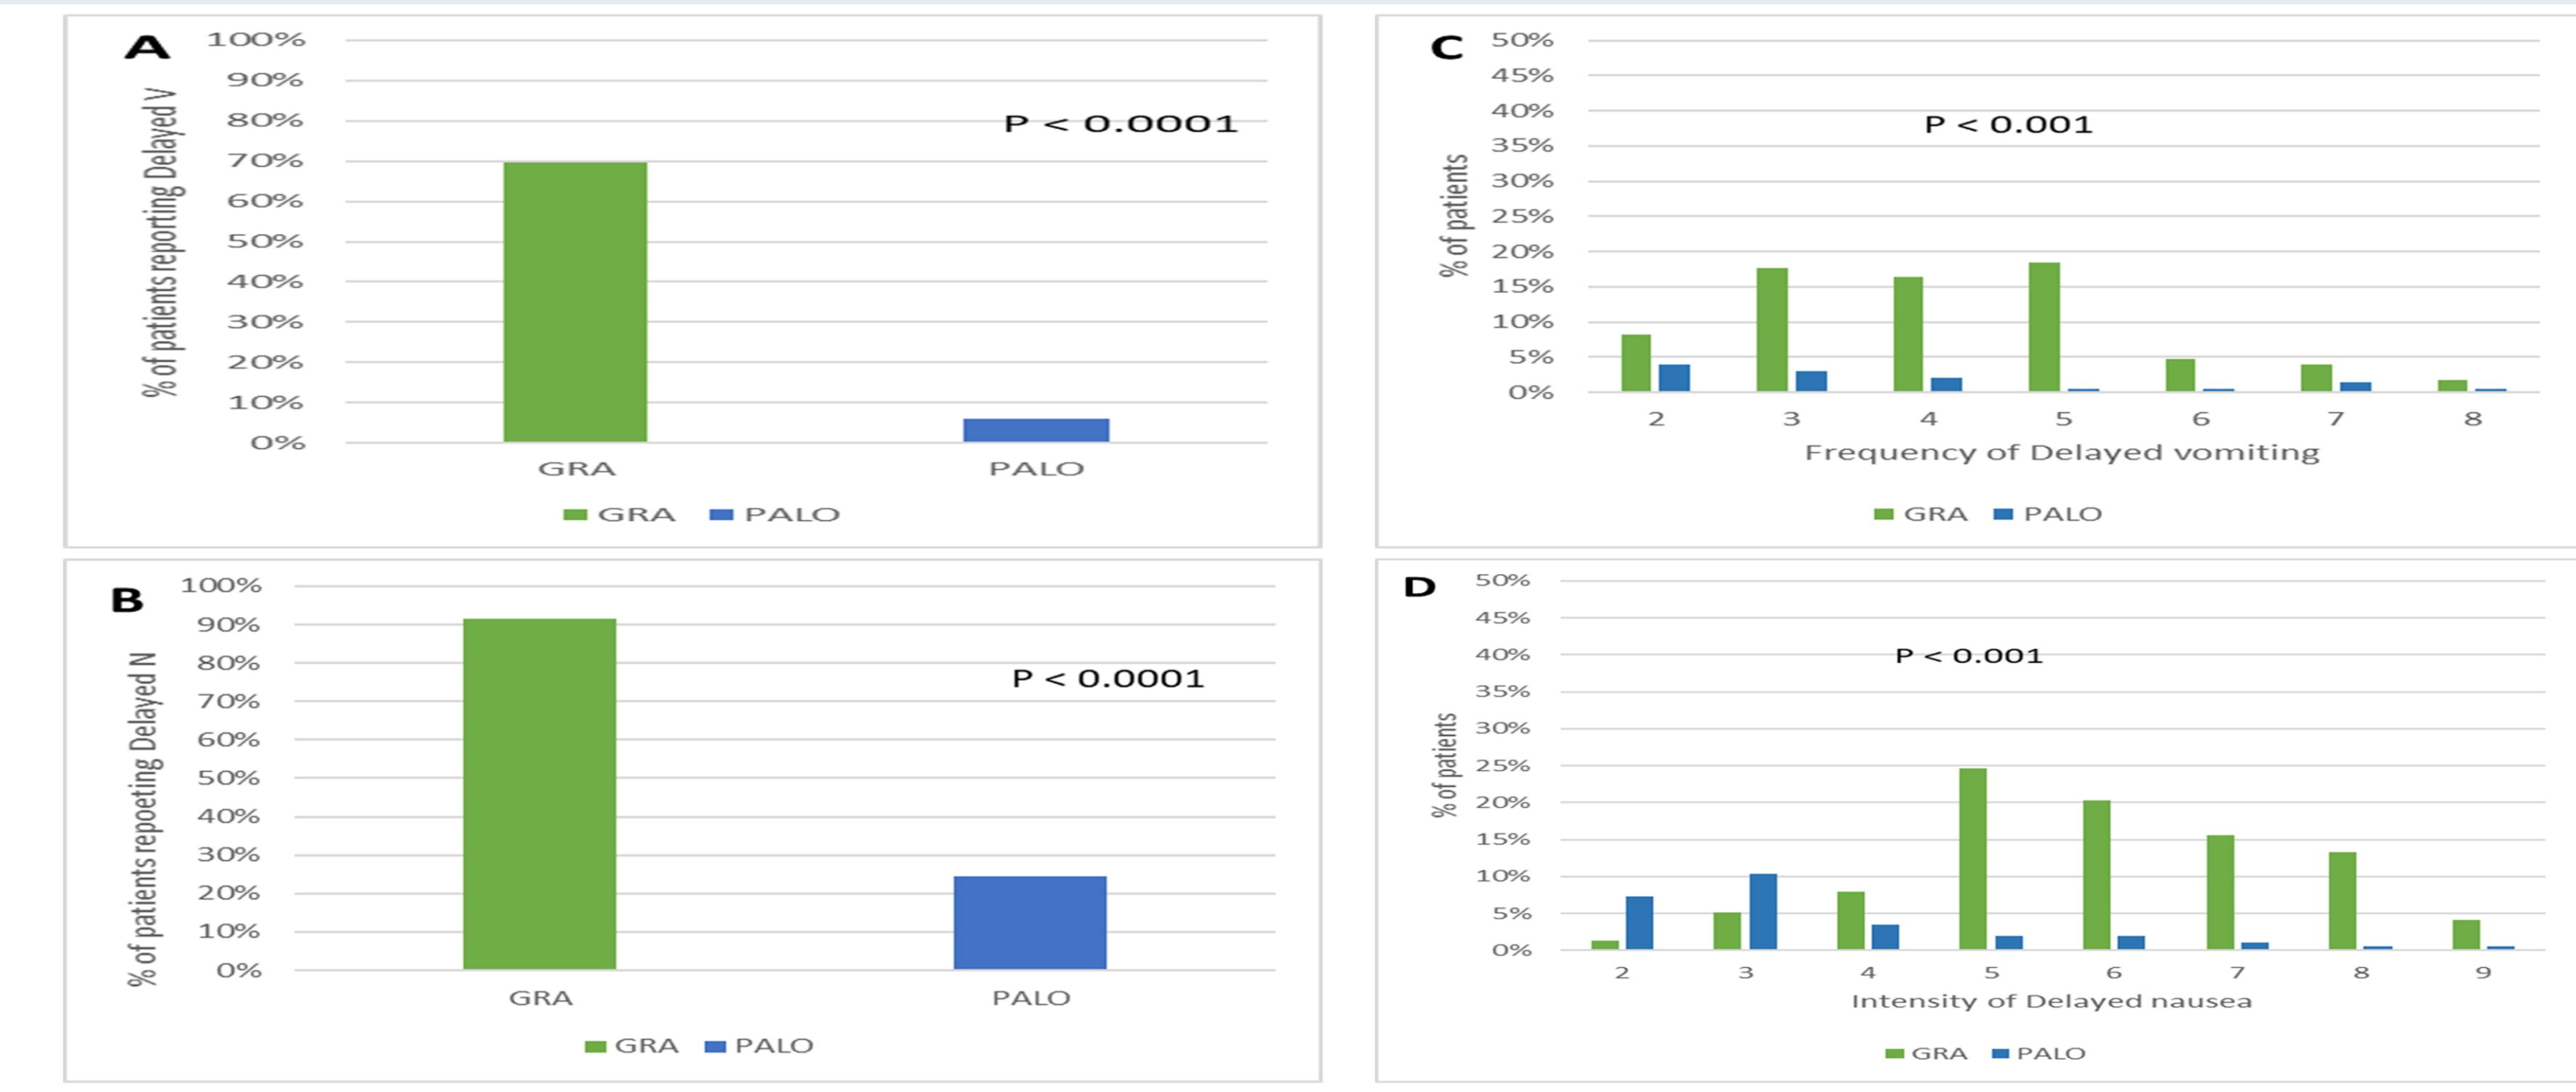 A
100%
90%
80%
70%
60%
50%
40%
30%
20%
10%
0%
% of patients reporting Delayed V
P < 0.0001
GRA PALO
GRA PALO
C
50%
45%
40%
35%
30%
25%
20%
15%
10%
5%
0%
% of patients
P < 0.001
2 3 4 5 6 7 8
Frequency of Delayed vomiting
GRA PALO
B
100%
90%
80%
70%
60%
50%
40%
30%
20%
10%
0%
% of patients repoeting Delayed N
P < 0.0001
GRA PALO
GRA PALO
D
50%
45%
40%
35%
30%
25%
20%
15%
10%
5%
0%
% of patients
P < 0.001
2 3 4 5 6 7 8 9
Intensity of Delayed nausea
GRA PALO